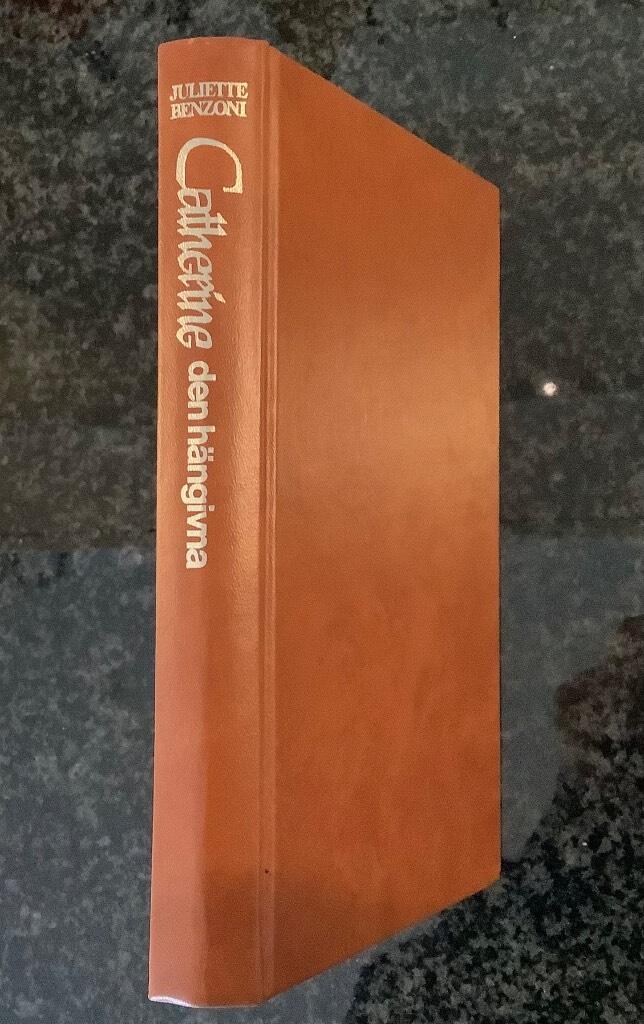 JULIETTE
BENZONI
Catherine den hängivna